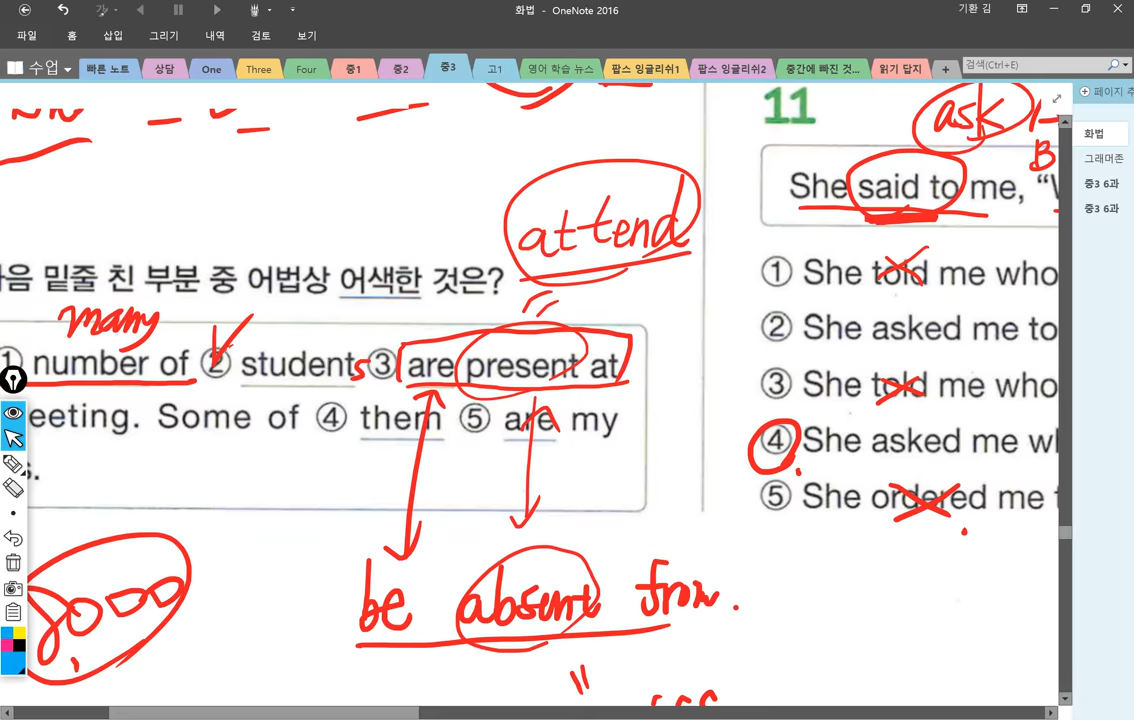 화법 - OneNote 2016
기환 김
파일 홈 삽입 그리기 내역 검토 보기
수업 빠른 노트 상담 One Three Four 중1 중2 중3 고1 영어 학습 뉴스 팝스 잉글리쉬1 팝스 잉글리쉬2 중간에 빠진 것... 읽기 답지 +
검색(Ctrl+E)
페이지 추
화법
그래머존
중3 6과
중3 6과
attend
음 밑줄 친 부분 중 어법상 어색한 것은?
many
① number of ② students ③ are present at
eeting. Some of ④ them ⑤ are my
s.
be absent from.
11
ask
B
She said to me, “
① She told me who
② She asked me to
③ She told me who
④ She asked me wh
⑤ She ordered me